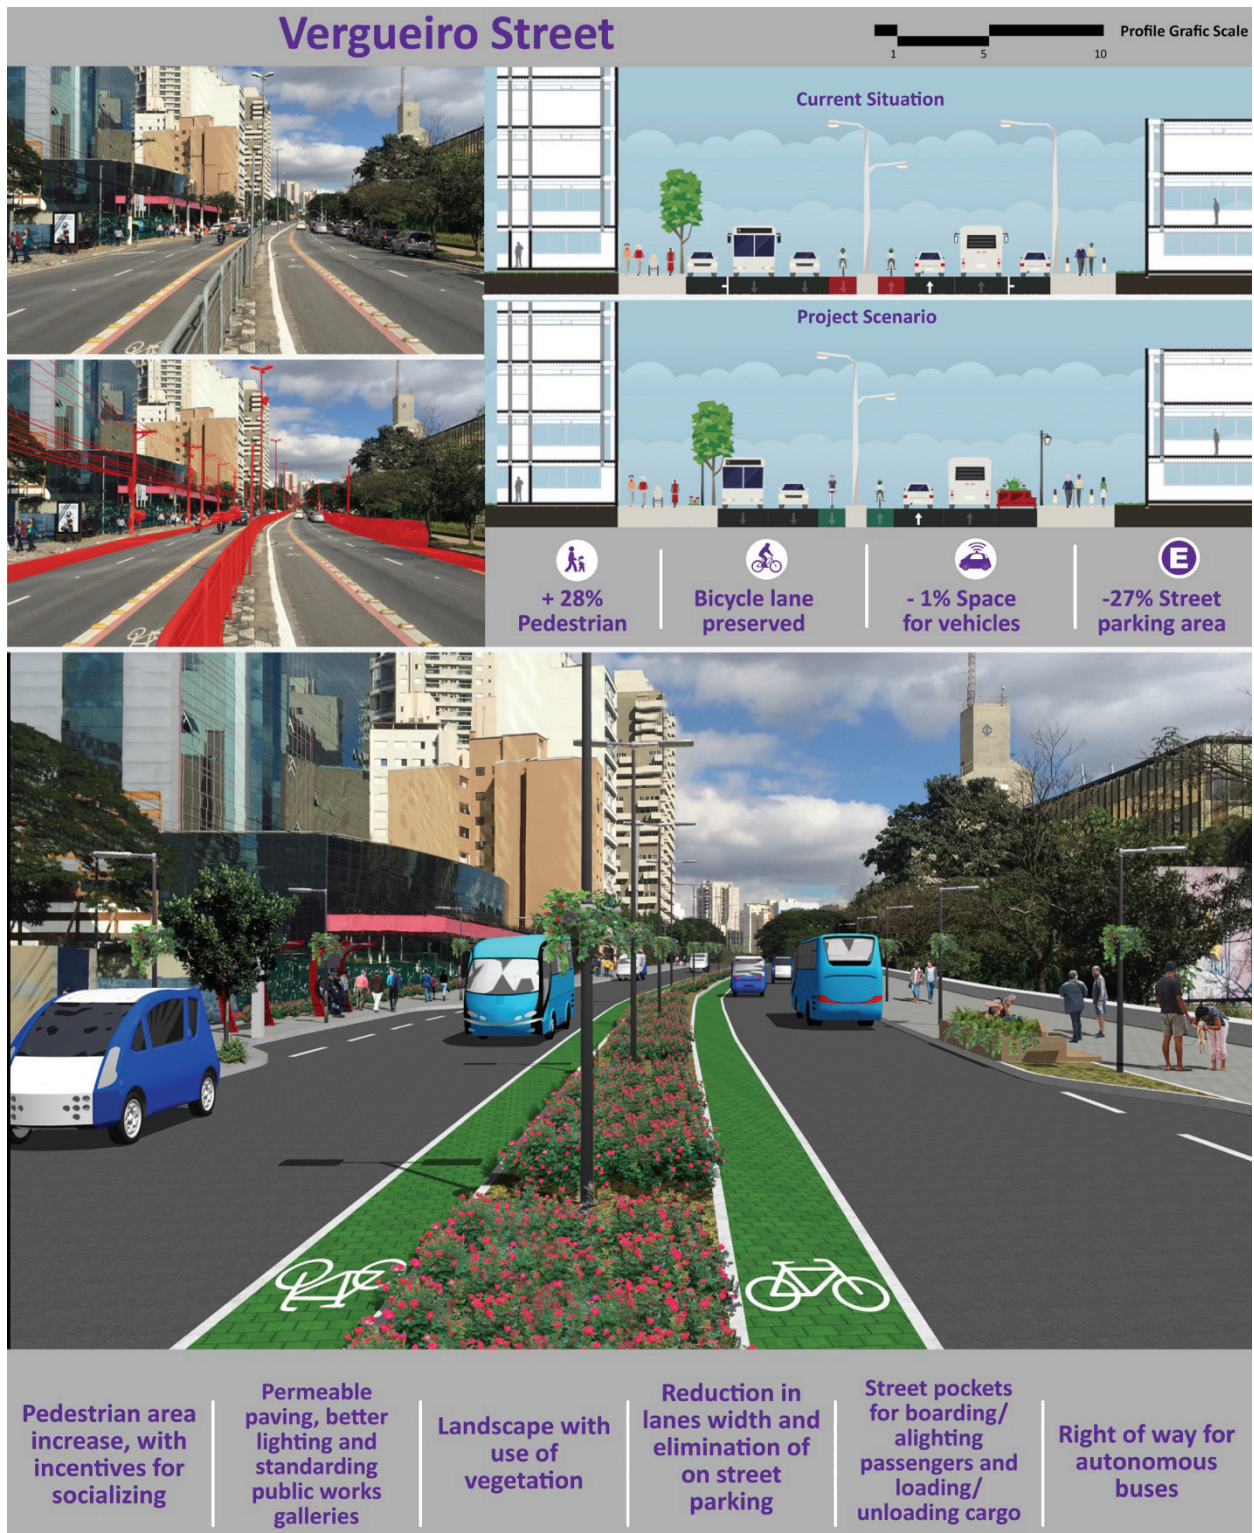 Vergueiro Street
Profile Grafic Scale
1 5 10
Current Situation
Project Scenario
+ 28%
Pedestrian
Bicycle lane
preserved
- 1% Space
for vehicles
E
-27% Street
parking area
Pedestrian area
increase, with
incentives for
socializing
Permeable
paving, better
lighting and
standarding
public works
galleries
Landscape with
use of
vegetation
Reduction in
lanes width and
elimination of
on street
parking
Street pockets
for boarding/
alighting
passengers and
loading/
unloading cargo
Right of way for
autonomous
buses